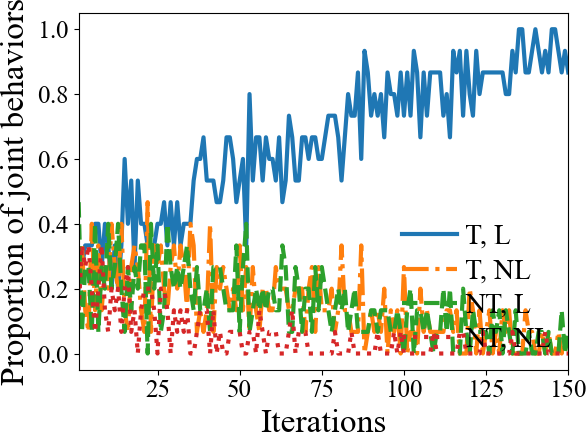 Proportion of joint behaviors
1.0
0.8
0.6
0.4
0.2
0.0
T, L
T, NL
NT, L
NT, NL
25 50 75 100 125 150
Iterations